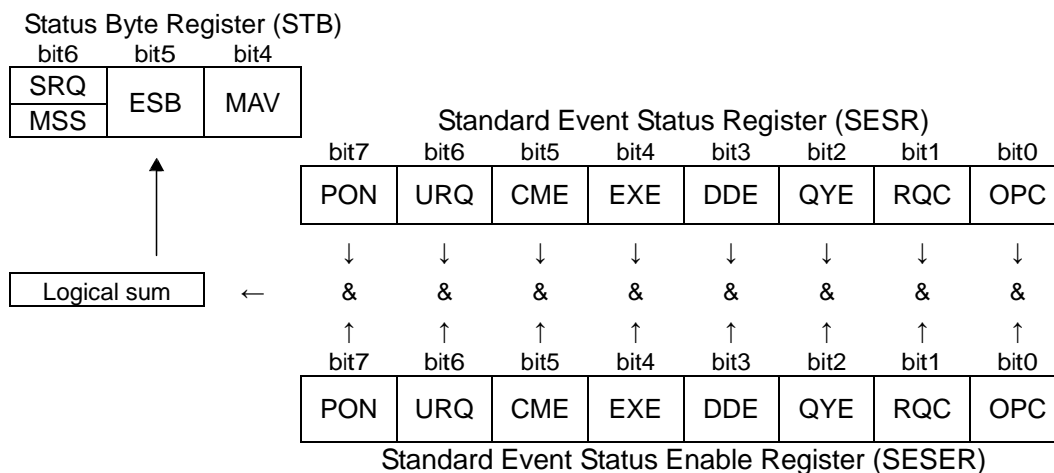 Status Byte Register (STB)
bit6 bit5 bit4
SRQ
MSS
ESB MAV
Standard Event Status Register (SESR)
bit7 bit6 bit5 bit4 bit3 bit2 bit1 bit0
PON URQ CME EXE DDE QYE RQC OPC
↓ ↓ ↓ ↓ ↓ ↓ ↓ ↓
Logical sum ← & & & & & & & &
↑ ↑ ↑ ↑ ↑ ↑ ↑ ↑
bit7 bit6 bit5 bit4 bit3 bit2 bit1 bit0
PON URQ CME EXE DDE QYE RQC OPC
Standard Event Status Enable Register (SESER)